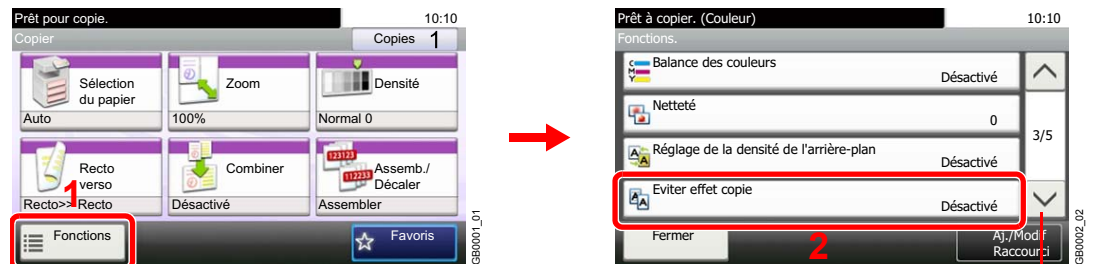 Prêt pour copie.
10:10
Copier
Copies 1
Sélection
du papier
Auto
Zoom
100%
Densité
Normal 0
Recto
verso
Recto>> Recto
Combiner
Désactivé
123123
112233
Assemb./
Décaler
Assembler
1
Fonctions
Favoris
GB0001_01
Prêt à copier. (Couleur)
10:10
Fonctions.
C
M
Y
Balance des couleurs
Désactivé
Netteté
0
3/5
Réglage de la densité de l'arrière-plan
Désactivé
Eviter effet copie
Désactivé
Fermer
2
Aj./Modif
Raccourci
GB0002_02